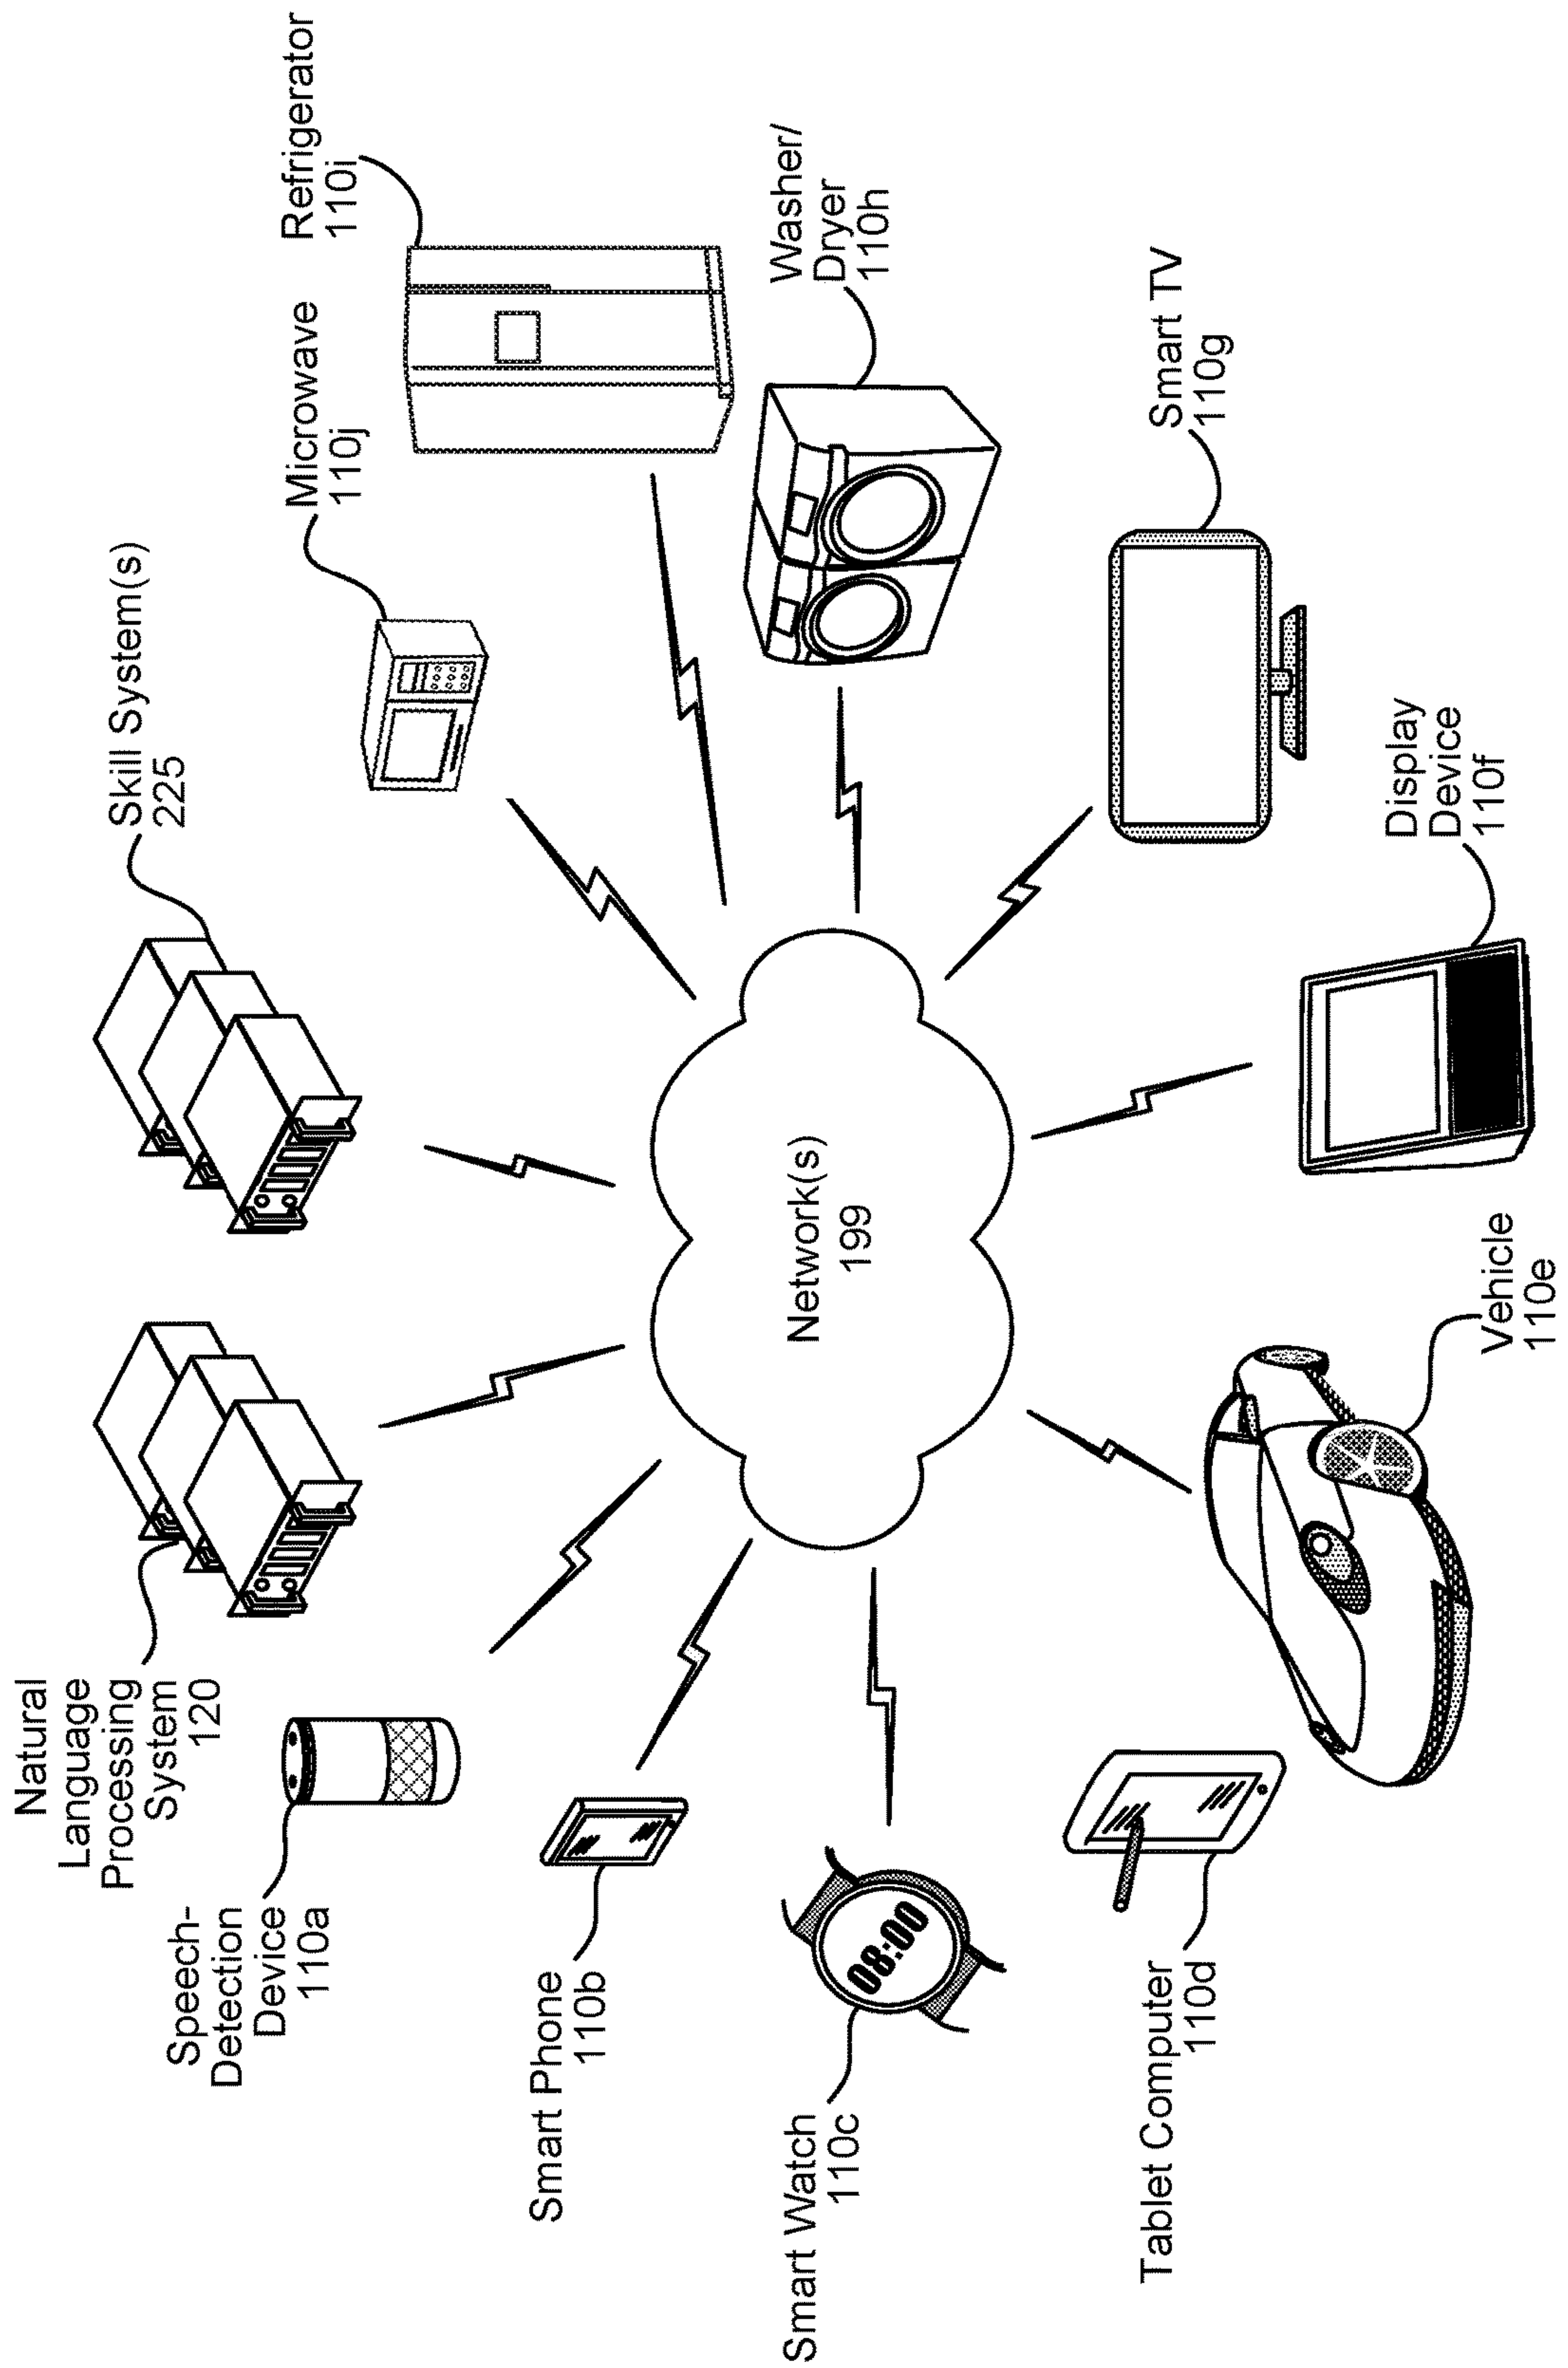 Natural
Language
Processing
System
120
Skill System(s)
225
Speech-
Detection
Device
110a
Microwave
110j
Refrigerator
110i
Smart Phone
110b
Network(s)
199
Washer/
Dryer
110h
Smart Watch
110c
08:00
Smart TV
110g
Tablet Computer
110d
Vehicle
110e
Display
Device
110f